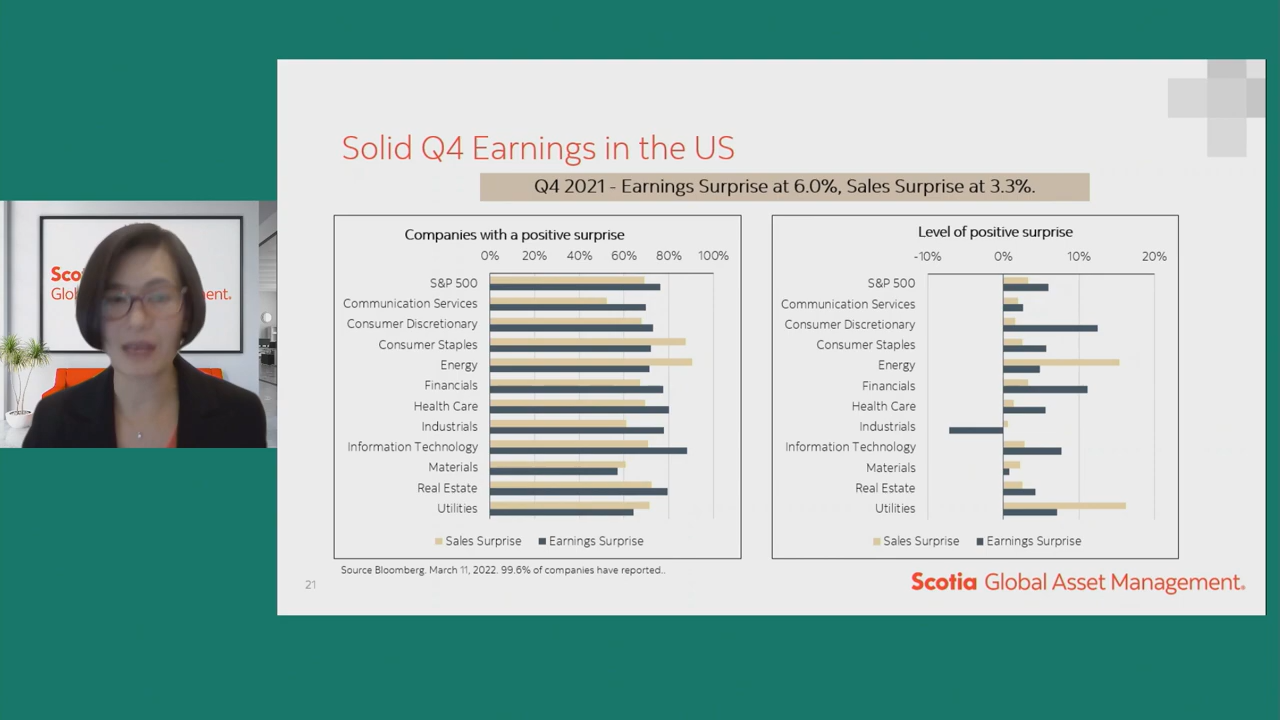 Solid Q4 Earnings in the US
Q4 2021 - Earnings Surprise at 6.0%, Sales Surprise at 3.3%.
Companies with a positive surprise
0% 20% 40% 60% 80% 100%
S&P 500
Communication Services
Consumer Discretionary
Consumer Staples
Energy
Financials
Health Care
Industrials
Information Technology
Materials
Real Estate
Utilities
Sales Surprise Earnings Surprise
Level of positive surprise
-10% 0% 10% 20%
S&P 500
Communication Services
Consumer Discretionary
Consumer Staples
Energy
Financials
Health Care
Industrials
Information Technology
Materials
Real Estate
Utilities
Sales Surprise Earnings Surprise
Source Bloomberg. March 11, 2022. 99.6% of companies have reported..
21
Scotia Global Asset Management.